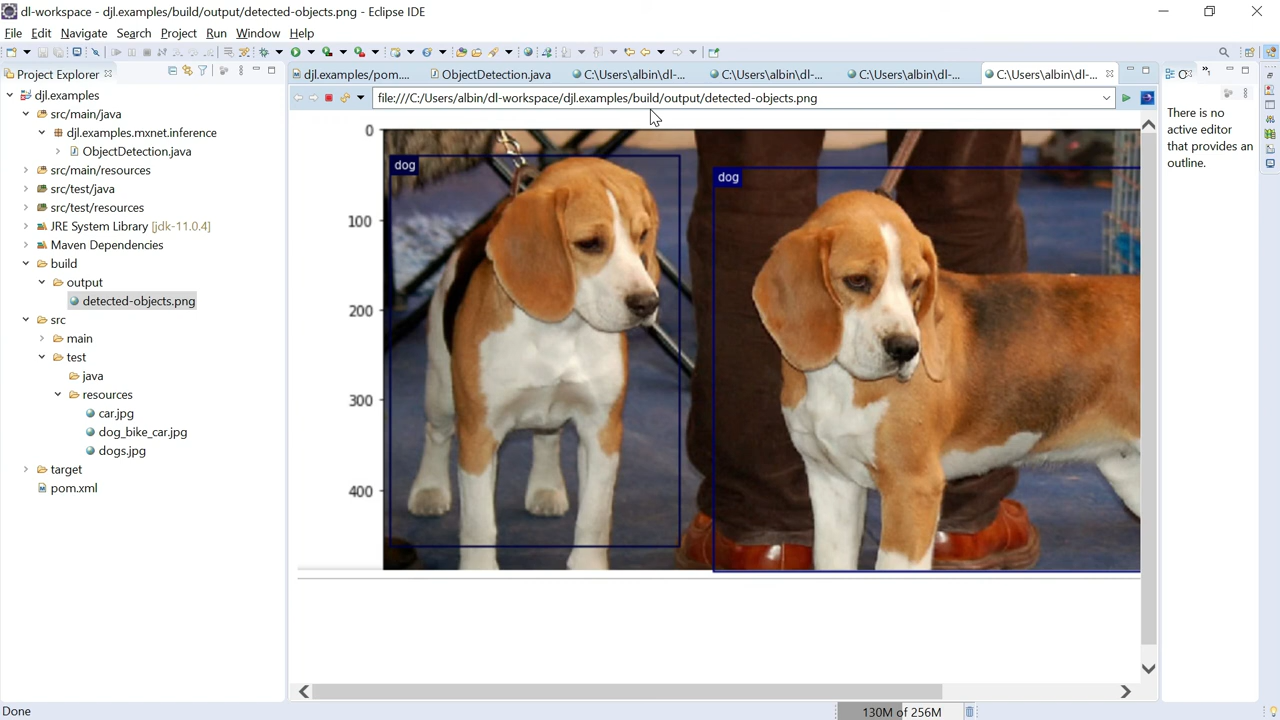 dl-workspace - djl.examples/build/output/detected-objects.png - Eclipse IDE
File Edit Navigate Search Project Run Window Help
Project Explorer
djl.examples/pom....
ObjectDetection.java
C:\Users\albin\dl-...
C:\Users\albin\dl-...
C:\Users\albin\dl-...
C:\Users\albin\dl-...
file:///C:/Users/albin/dl-workspace/djl.examples/build/output/detected-objects.png
djl.examples
src/main/java
djl.examples.mxnet.inference
ObjectDetection.java
src/main/resources
src/test/java
src/test/resources
JRE System Library [jdk-11.0.4]
Maven Dependencies
build
output
detected-objects.png
src
main
test
java
resources
car.jpg
dog_bike_car.jpg
dogs.jpg
target
pom.xml
0
100
200
300
400
dog
dog
There is no
active editor
that provides an
outline.
Done
130M of 256M